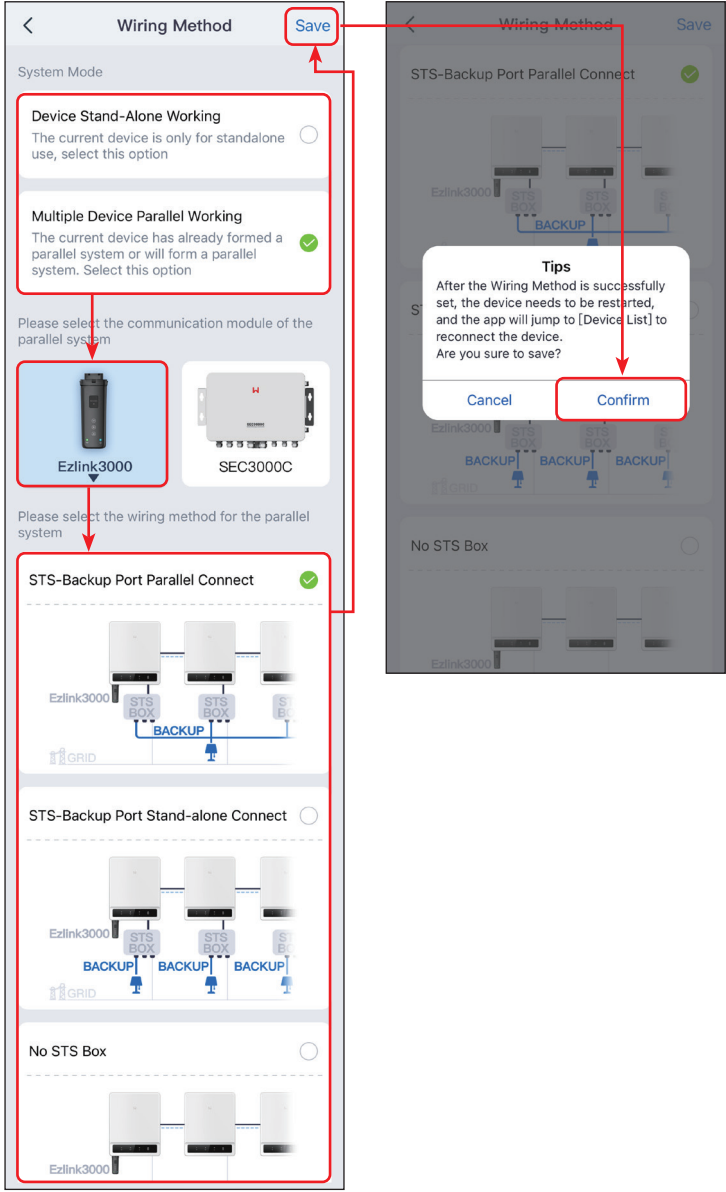 Wiring Method
Save
System Mode
Device Stand-Alone Working
The current device is only for standalone
use, select this option
Multiple Device Parallel Working
The current device has already formed a
parallel system or will form a parallel
system. Select this option
Please select the communication module of the
parallel system
SEC3000C
Ezlink3000
SEC3000C
Please select the wiring method for the parallel
system
STS-Backup Port Parallel Connect
Ezlink3000
STS
BOX
STS
BOX
ST
BO
BACKUP
GRID
STS-Backup Port Stand-alone Connect
Ezlink3000
STS
BOX
STS
BOX
ST
BO
BACKUP
BACKUP
BACKUP
GRID
No STS Box
Ezlink3000
Wiring Method
Save
STS-Backup Port Parallel Connect
Ezlink3000
STS
BOX
STS
BOX
BACKUP
Tips
After the Wiring Method is successfully
set, the device needs to be restarted,
and the app will jump to [Device List] to
reconnect the device.
Are you sure to save?
Cancel
Confirm
ST
Ezlink3000
STS
BOX
STS
BOX
BACKUP
BACKUP
BACKUP
GRID
No STS Box
Ezlink3000